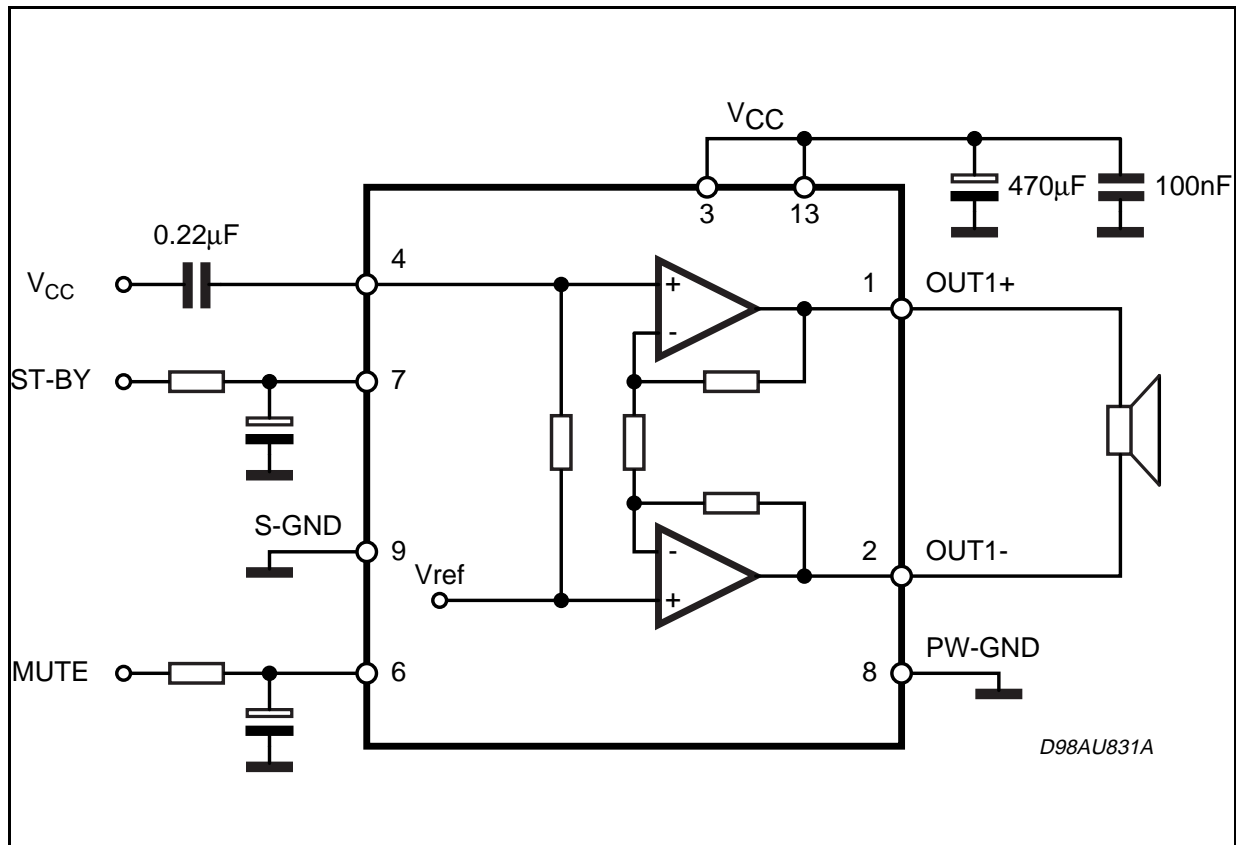 VCC
470μF
100nF
3
13
0.22μF
VCC
4
+
-
1
OUT1+
ST-BY
7
S-GND
9
Vref
-
+
2
OUT1-
MUTE
6
8
PW-GND
D98AU831A